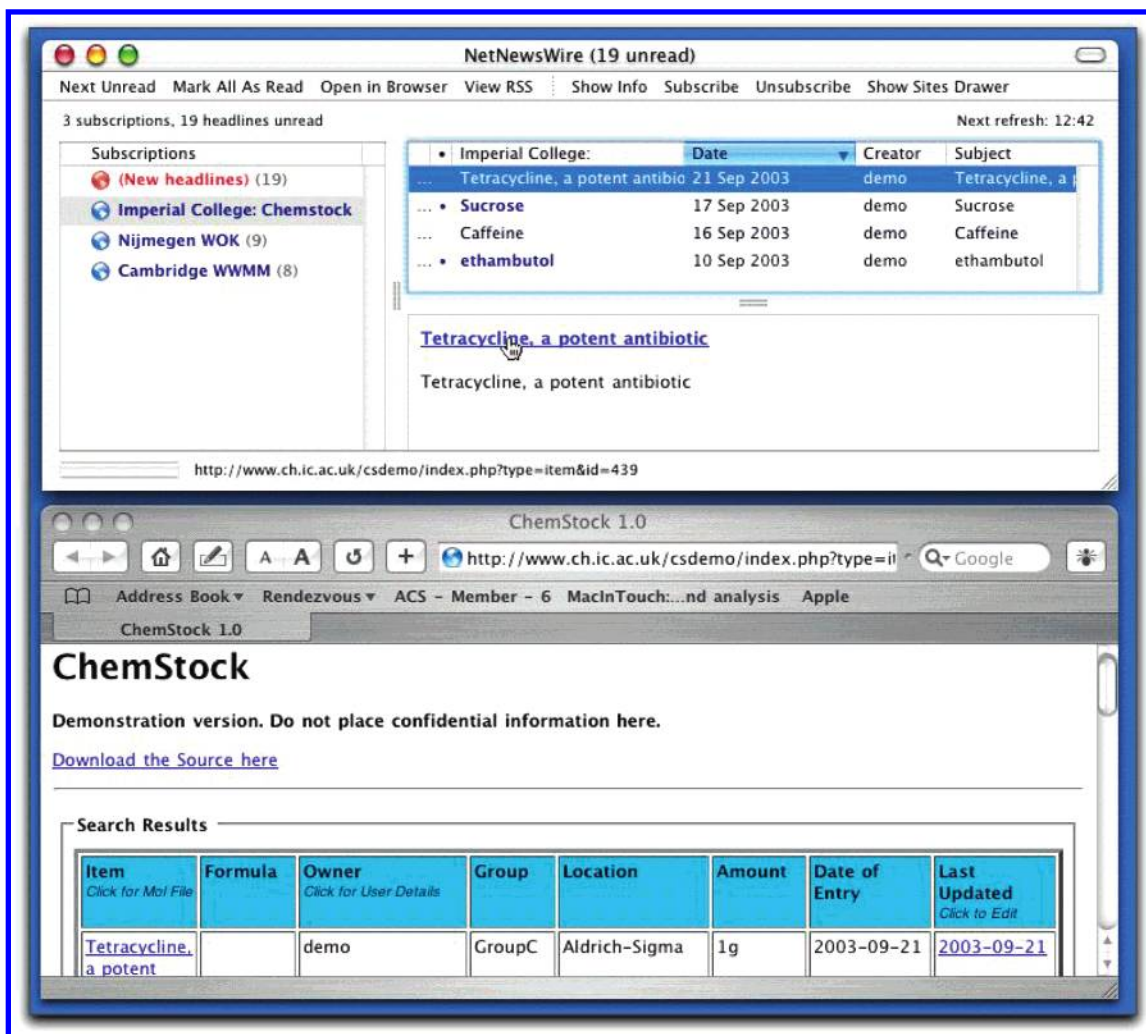 NetNewsWire (19 unread)
Next Unread Mark All As Read Open in Browser View RSS Show Info Subscribe Unsubscribe Show Sites Drawer
3 subscriptions, 19 headlines unread Next refresh: 12:42
Subscriptions
(New headlines) (19)
Imperial College: Chemstock
Nijmegen WOK (9)
Cambridge WWMM (8)
• Imperial College: Date Creator Subject
... Tetracycline, a potent antibio 21 Sep 2003 demo Tetracycline, a p
... • Sucrose 17 Sep 2003 demo Sucrose
... Caffeine 16 Sep 2003 demo Caffeine
... • ethambutol 10 Sep 2003 demo ethambutol
Tetracycline, a potent antibiotic
Tetracycline, a potent antibiotic
http://www.ch.ic.ac.uk/csdemo/index.php?type=item&id=439
ChemStock 1.0
A A + http://www.ch.ic.ac.uk/csdemo/index.php?type=it Q Google
Address Book Rendezvous ACS - Member - 6 MacInTouch:...nd analysis Apple
ChemStock 1.0
ChemStock
Demonstration version. Do not place confidential information here.
Download the Source here
Search Results
Item Formula Owner Group Location Amount Date of Last
Click for Mol File Click for User Details Entry Updated
Click to Edit
Tetracycline, demo GroupC Aldrich-Sigma 1g 2003-09-21 2003-09-21
a potent